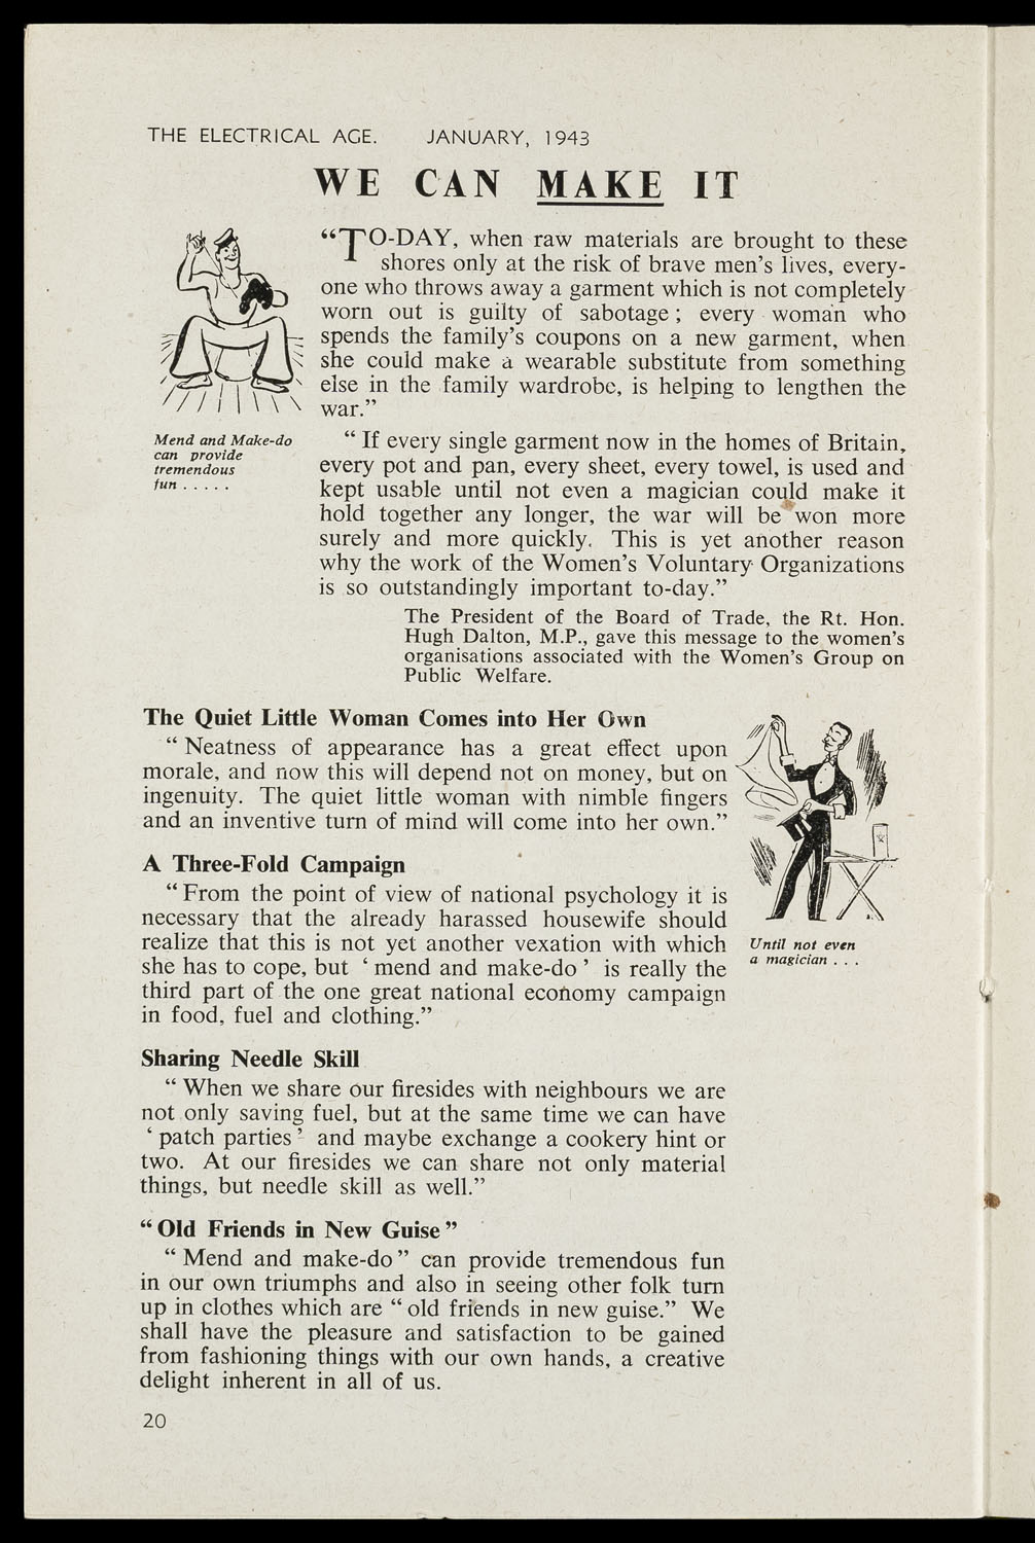 THE ELECTRICAL AGE. JANUARY, 1943
WE CAN MAKE IT
“TO-DAY, when raw materials are brought to these
shores only at the risk of brave men’s lives, every-
one who throws away a garment which is not completely
worn out is guilty of sabotage; every woman who
spends the family’s coupons on a new garment, when
she could make a wearable substitute from something
else in the family wardrobe, is helping to lengthen the
war.”
Mend and Make-do
can provide
tremendous
fun . . . . .
“ If every single garment now in the homes of Britain,
every pot and pan, every sheet, every towel, is used and
kept usable until not even a magician could make it
hold together any longer, the war will be won more
surely and more quickly. This is yet another reason
why the work of the Women’s Voluntary Organizations
is so outstandingly important to-day.”
The President of the Board of Trade, the Rt. Hon.
Hugh Dalton, M.P., gave this message to the women’s
organisations associated with the Women’s Group on
Public Welfare.
The Quiet Little Woman Comes into Her Own
“ Neatness of appearance has a great effect upon
morale, and now this will depend not on money, but on
ingenuity. The quiet little woman with nimble fingers
and an inventive turn of mind will come into her own.”
A Three-Fold Campaign
“ From the point of view of national psychology it is
necessary that the already harassed housewife should
realize that this is not yet another vexation with which
she has to cope, but ‘ mend and make-do ’ is really the
third part of the one great national economy campaign
in food, fuel and clothing.”
Until not even
a magician . . .
Sharing Needle Skill
“ When we share our firesides with neighbours we are
not only saving fuel, but at the same time we can have
‘ patch parties ’ and maybe exchange a cookery hint or
two. At our firesides we can share not only material
things, but needle skill as well.”
“ Old Friends in New Guise ”
“ Mend and make-do ” can provide tremendous fun
in our own triumphs and also in seeing other folk turn
up in clothes which are “ old friends in new guise.” We
shall have the pleasure and satisfaction to be gained
from fashioning things with our own hands, a creative
delight inherent in all of us.
20